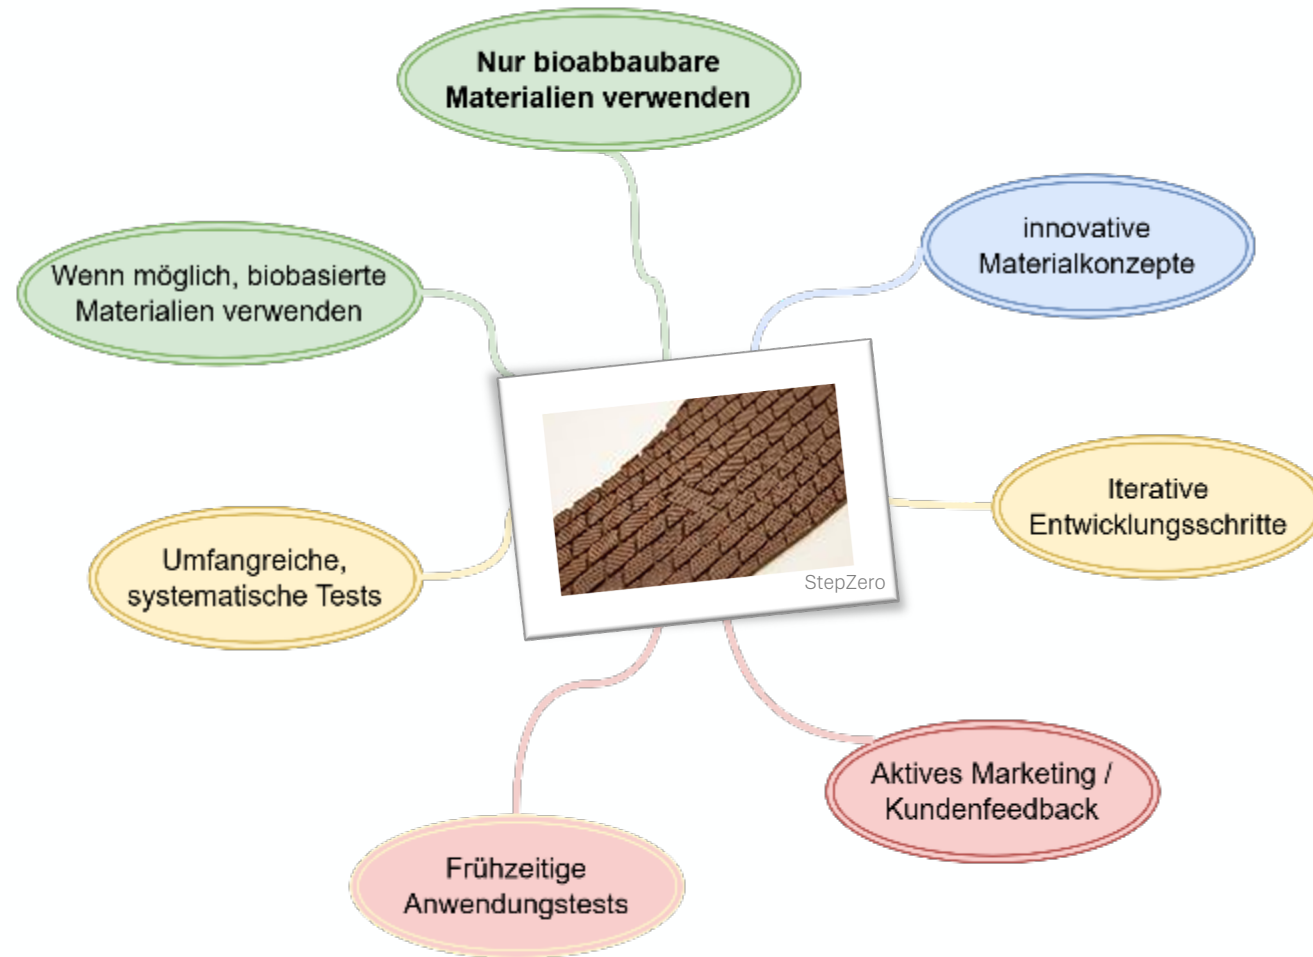 Nur bioabbaubare
Materialien verwenden
innovative
Materialkonzepte
Wenn möglich, biobasierte
Materialien verwenden
Iterative
Entwicklungsschritte
Umfangreiche,
systematische Tests
StepZero
Aktives Marketing /
Kundenfeedback
Frühzeitige
Anwendungstests